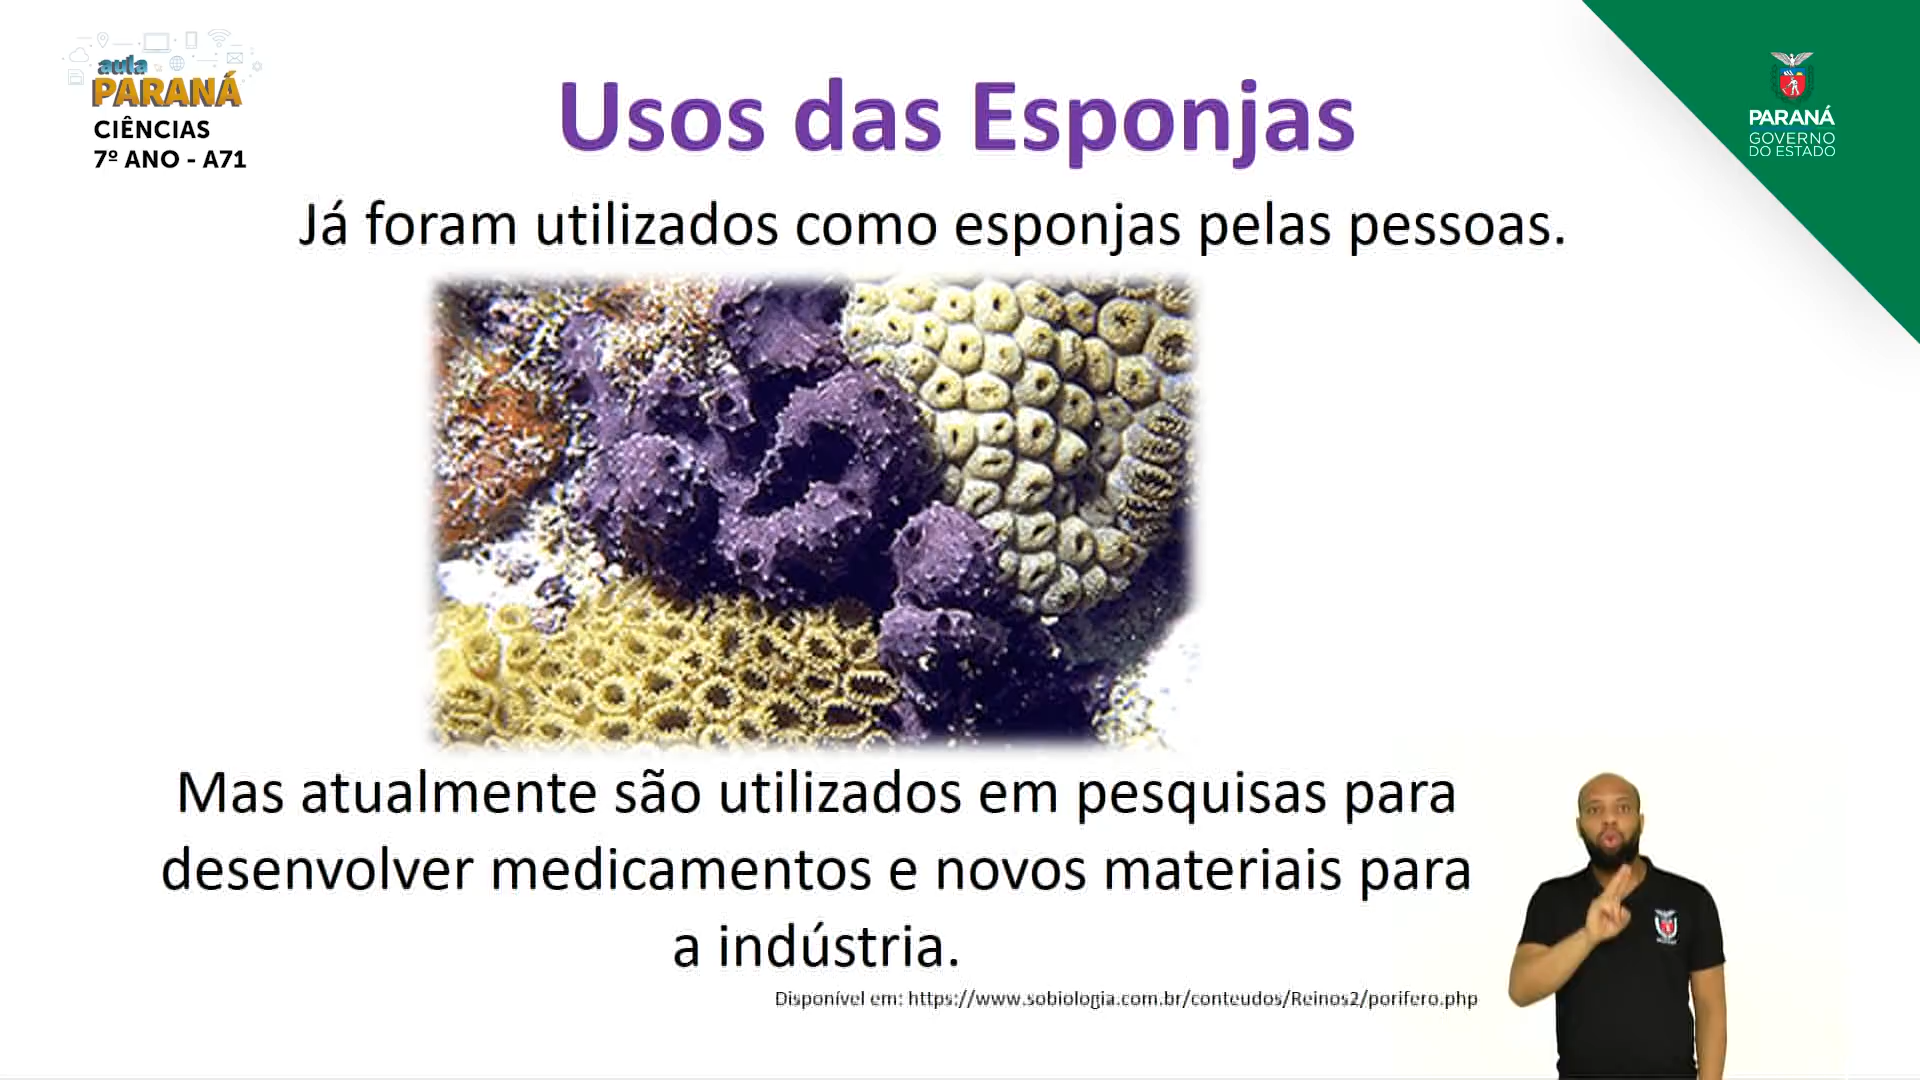 aula
PARANÁ
CIÊNCIAS
7º ANO - A71
Usos das Esponjas
PARANÁ
GOVERNO
DO ESTADO
Já foram utilizados como esponjas pelas pessoas.
Mas atualmente são utilizados em pesquisas para
desenvolver medicamentos e novos materiais para
a indústria.
Disponível em: https://www.sobiologia.com.br/conteudos/Reinos2/porifero.php